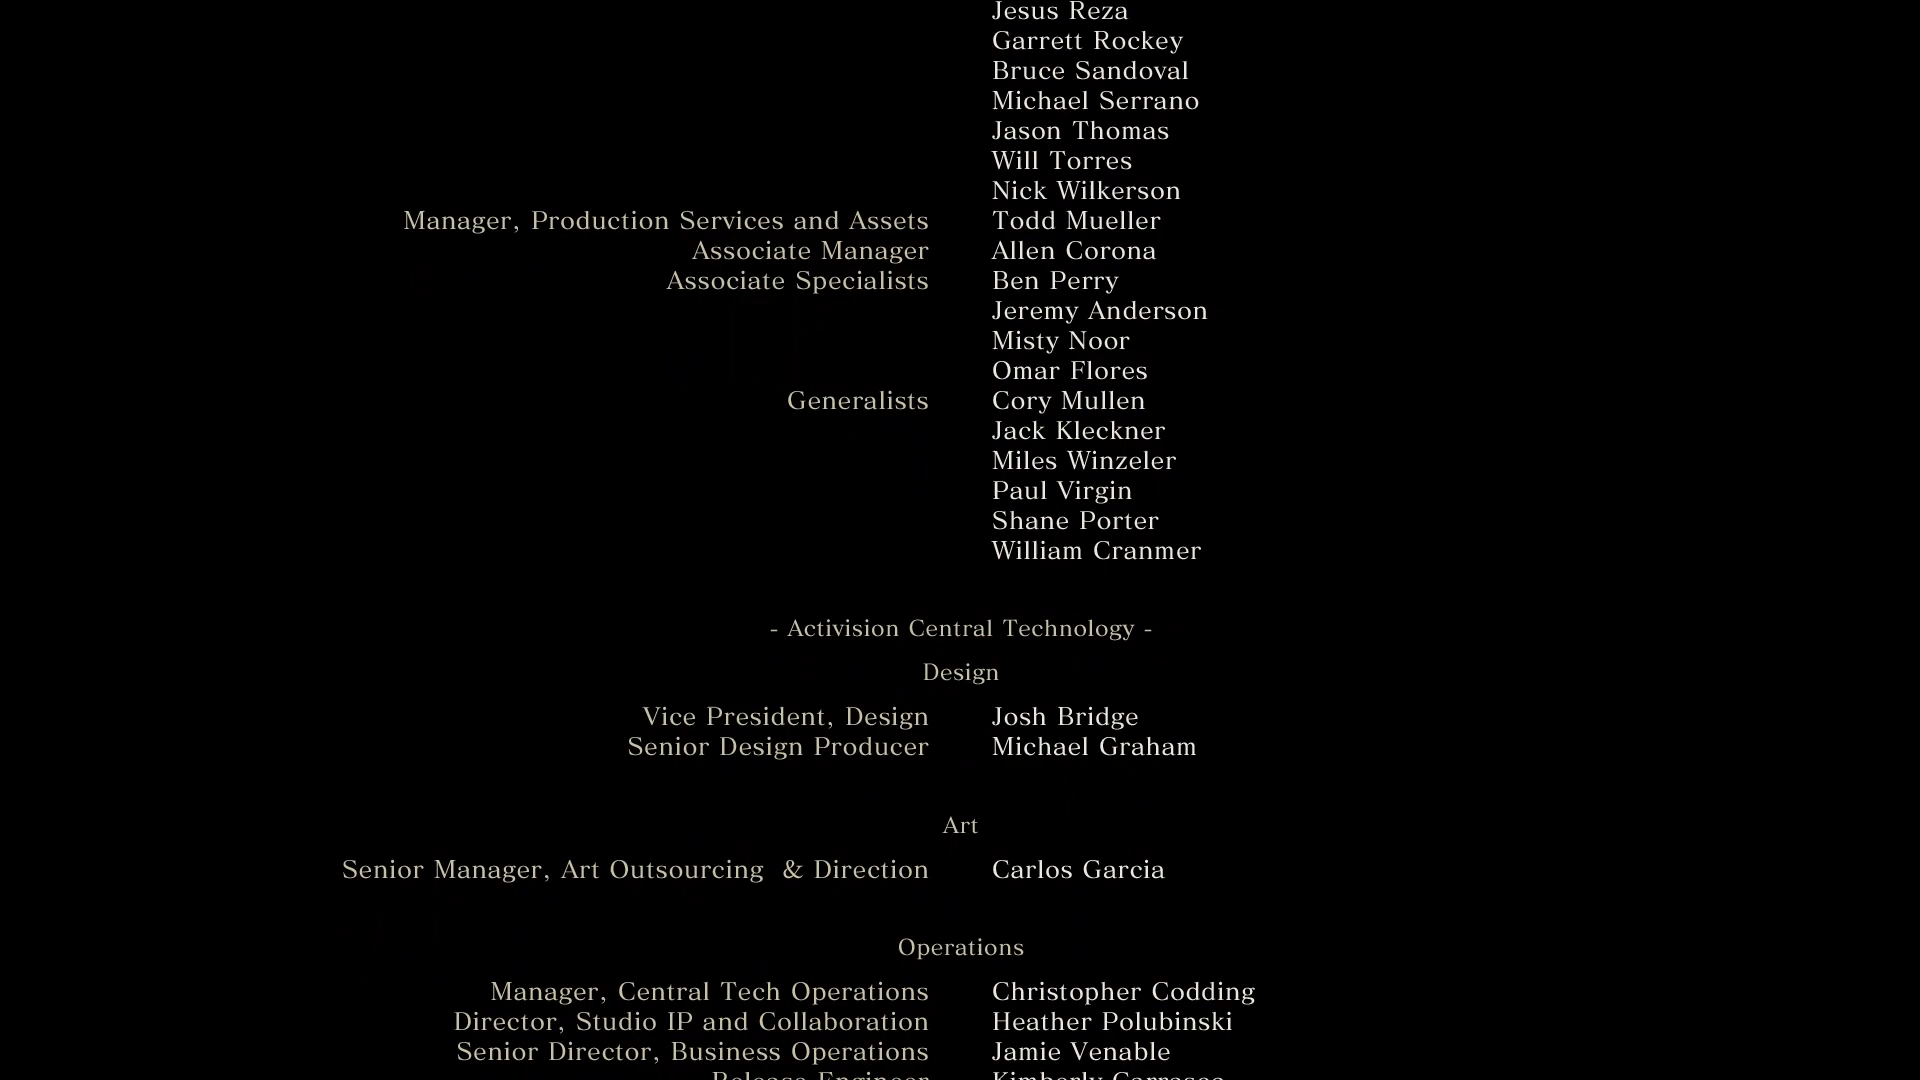 Jesus Reza
Garrett Rockey
Bruce Sandoval
Michael Serrano
Jason Thomas
Will Torres
Nick Wilkerson
Manager, Production Services and Assets Todd Mueller
Associate Manager Allen Corona
Associate Specialists Ben Perry
Jeremy Anderson
Misty Noor
Omar Flores
Generalists Cory Mullen
Jack Kleckner
Miles Winzeler
Paul Virgin
Shane Porter
William Cranmer
- Activision Central Technology -
Design
Vice President, Design Josh Bridge
Senior Design Producer Michael Graham
Art
Senior Manager, Art Outsourcing  & Direction Carlos Garcia
Operations
Manager, Central Tech Operations Christopher Codding
Director, Studio IP and Collaboration Heather Polubinski
Senior Director, Business Operations Jamie Venable
Release Engineer Kimberly Carrasco